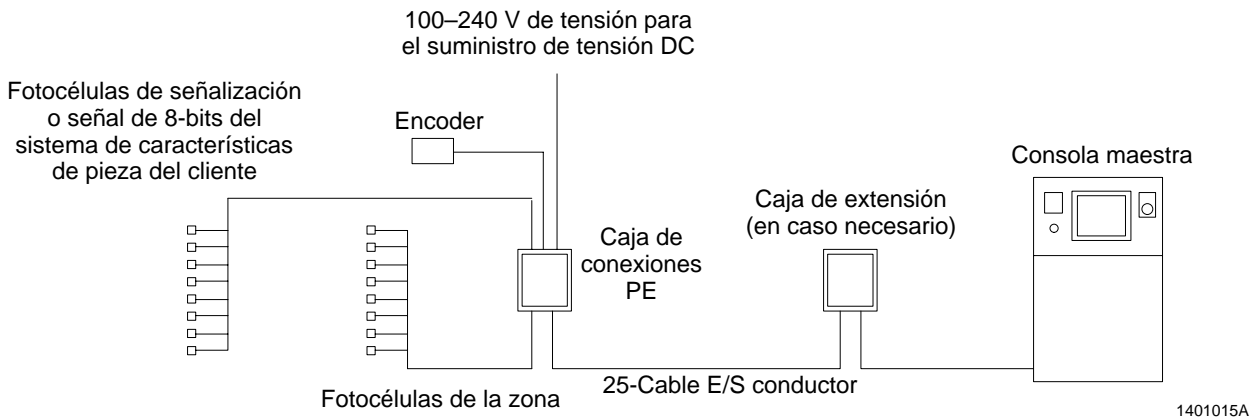 100–240 V de tensión para
el suministro de tensión DC
Fotocélulas de señalización
o señal de 8-bits del
sistema de características
de pieza del cliente
Encoder
Consola maestra
Caja de extensión
(en caso necesario)
Caja de
conexiones
PE
25-Cable E/S conductor
Fotocélulas de la zona
1401015A